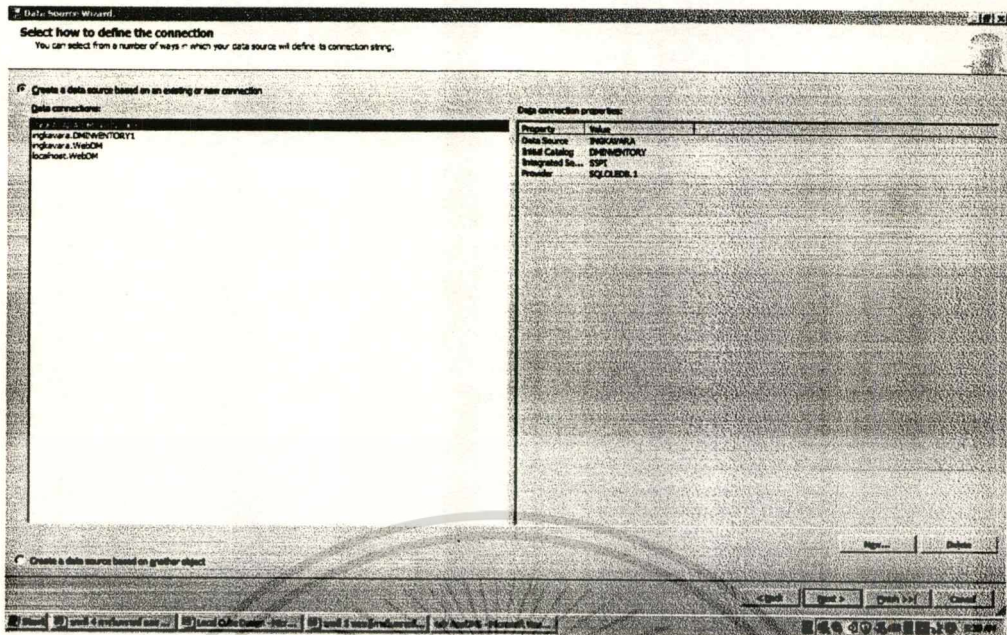 Data Source Wizard
Select how to define the connection
You can select from a number of ways in which your data source will define its connection string.
Create a data source based on an existing or new connection
Data connections:
Data connection properties:
ingkavara.DMINVENTORY1
ingkavara.WebDM
localhost.WebDM
Property Value
Data Source INGKAVARA
Initial Catalog DMINVENTORY
Integrated Se... SSPI
Provider SQLOLEDB.1
New... Delete
Create a data source based on another object
< Back Next > Finish >>| Cancel
Start